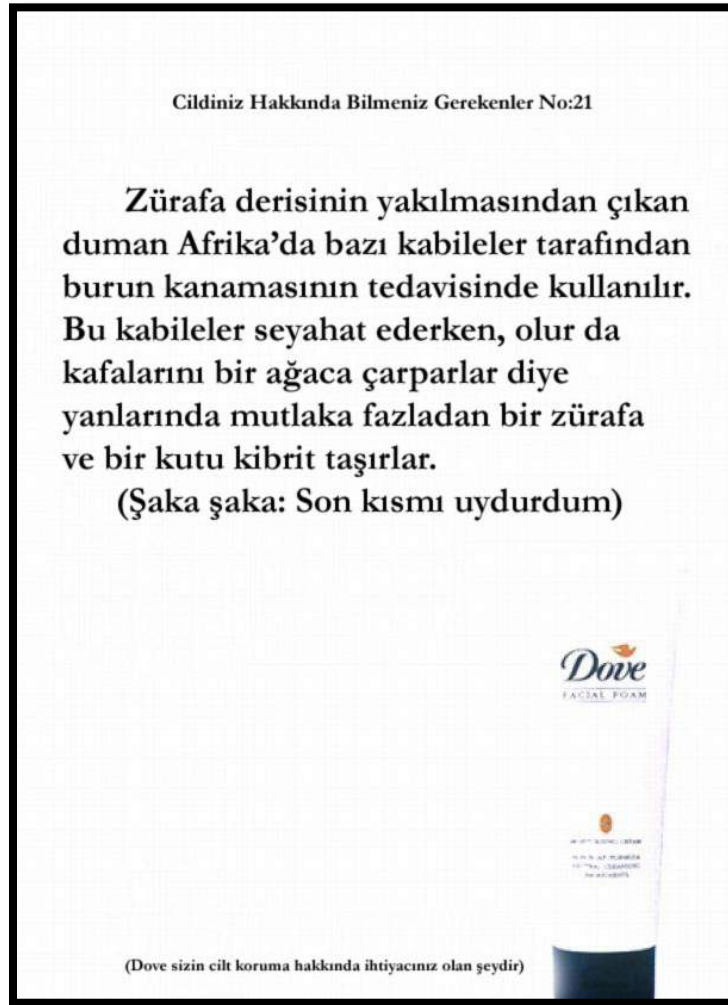 Cildiniz Hakkında Bilmeniz Gerekenler No:21
Zürafa derisinin yakılmasından çıkan
duman Afrika’da bazı kabileler tarafından
burun kanamasının tedavisinde kullanılır.
Bu kabileler seyahat ederken, olur da
kafalarını bir ağaca çarparlar diye
yanlarında mutlaka fazladan bir zürafa
ve bir kutu kibrit taşırlar.
(Şaka şaka: Son kısmı uydurdum)
Dove
FACIAL FOAM
(Dove sizin cilt koruma hakkında ihtiyacınız olan şeydir)